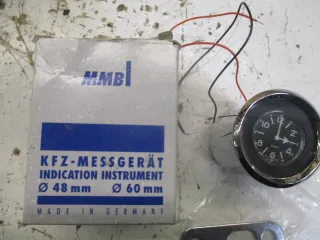 MMB
KFZ-MESSGERÄT
INDICATION INSTRUMENT
Ø 48 mm Ø 60 mm
MADE IN GERMANY